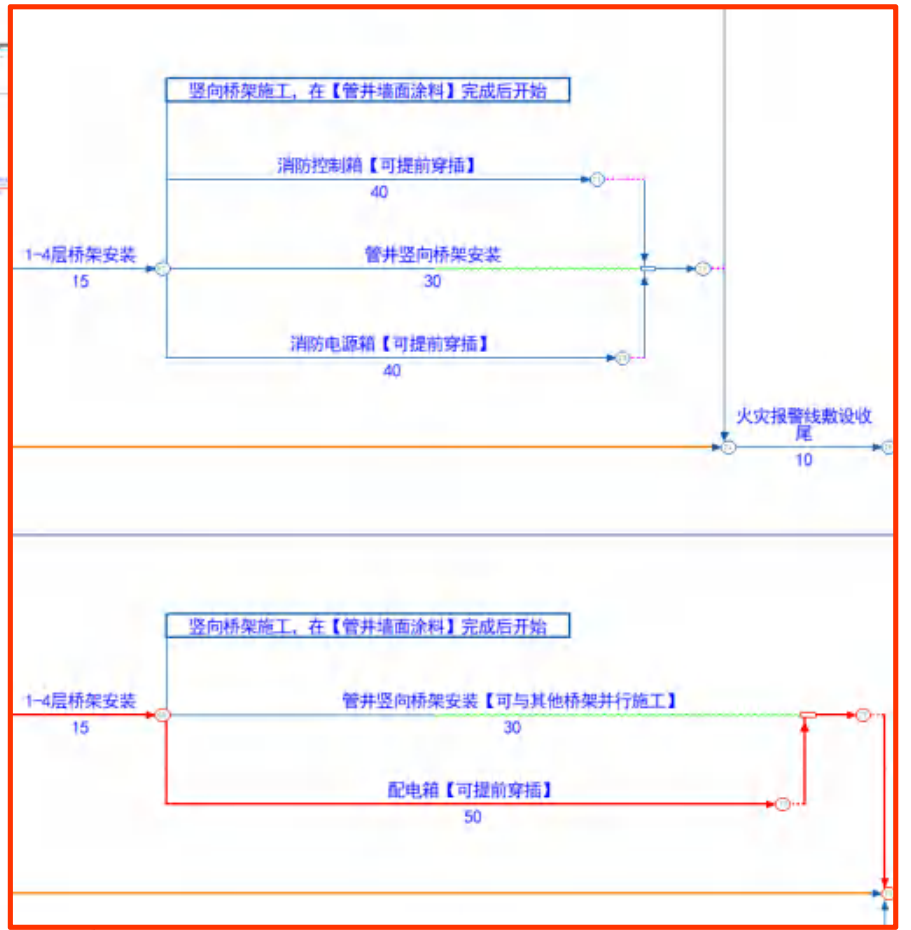 竖向桥架施工，在【管井墙面涂料】完成后开始
消防控制箱【可提前穿插】
40
1-4层桥架安装
15
管井竖向桥架安装
30
消防电源箱【可提前穿插】
40
火灾报警线敷设收
尾
10
竖向桥架施工，在【管井墙面涂料】完成后开始
1-4层桥架安装
15
管井竖向桥架安装【可与其他桥架并行施工】
30
配电箱【可提前穿插】
50